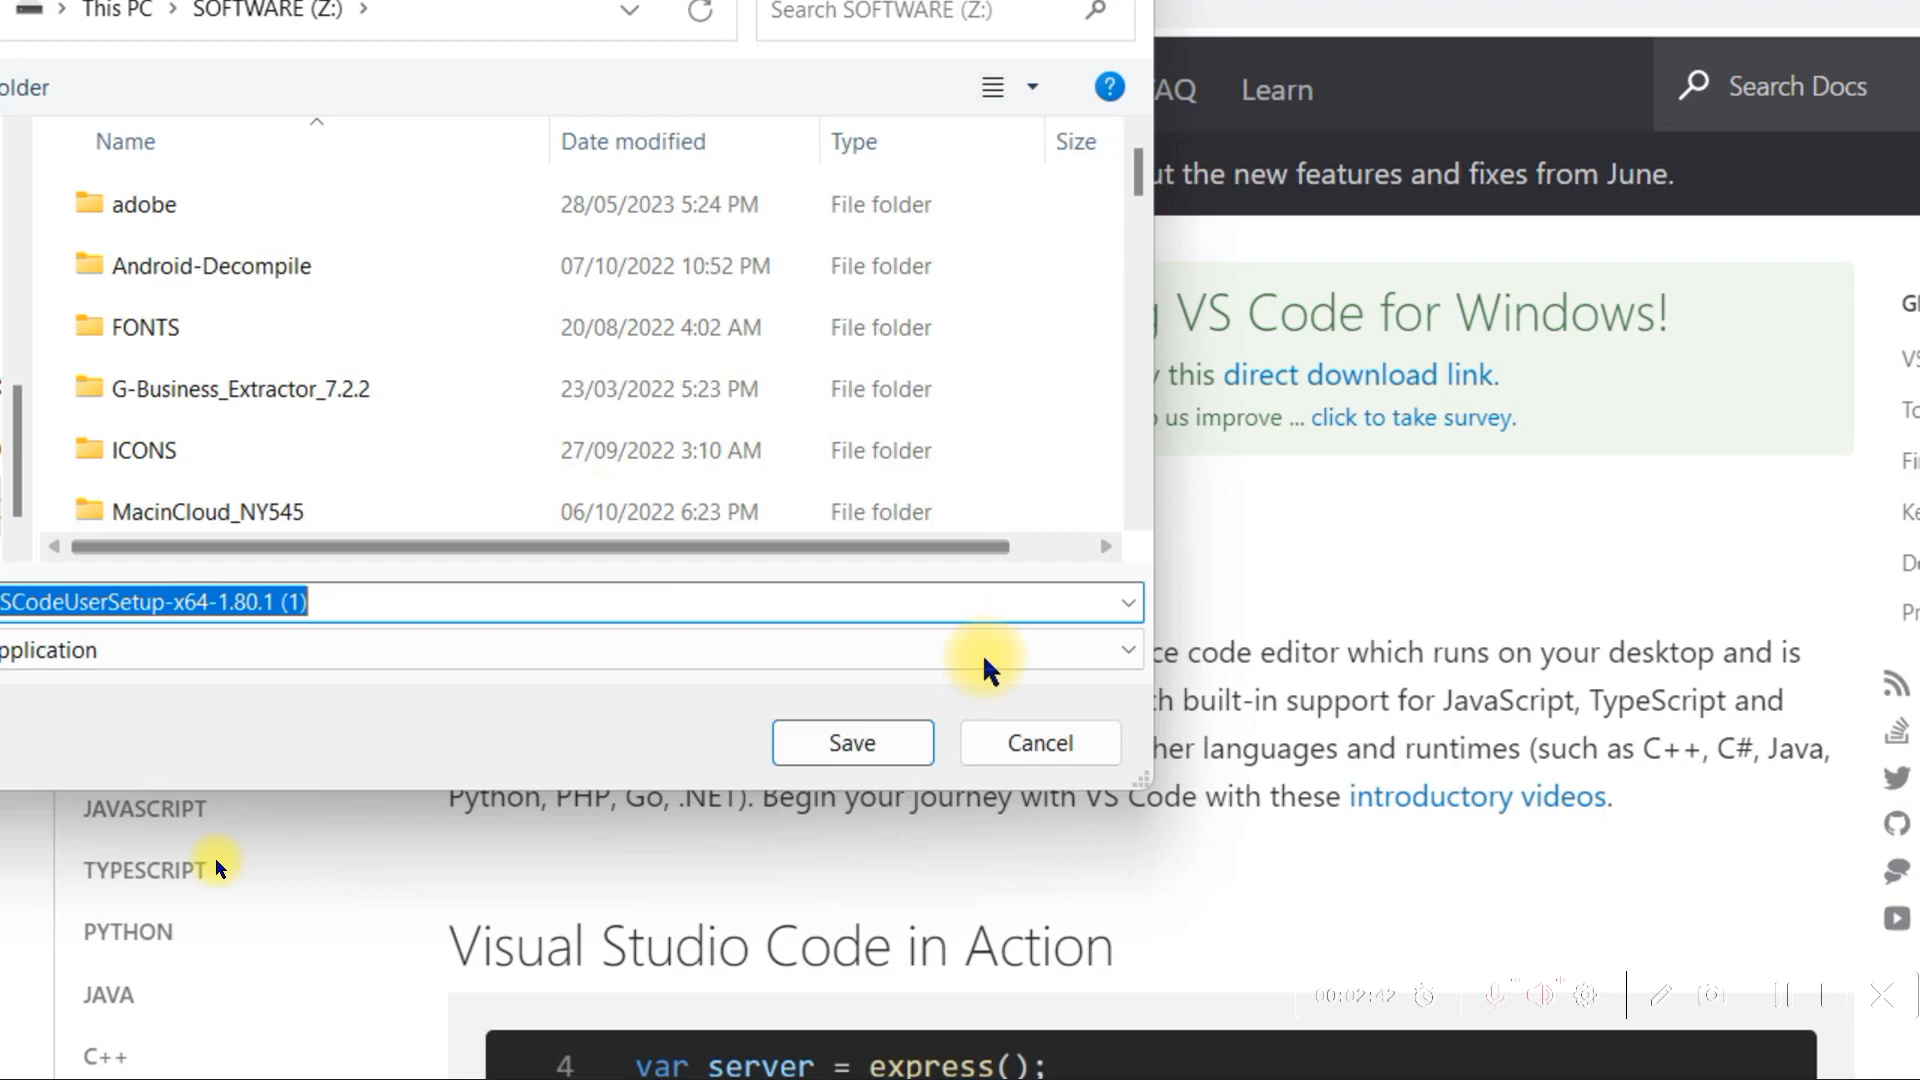 This PC > SOFTWARE (Z:) >
Search SOFTWARE (Z:)
older
Name
Date modified
Type
Size
adobe
28/05/2023 5:24 PM
File folder
Android-Decompile
07/10/2022 10:52 PM
File folder
FONTS
20/08/2022 4:02 AM
File folder
G-Business_Extractor_7.2.2
23/03/2022 5:23 PM
File folder
ICONS
27/09/2022 3:10 AM
File folder
MacinCloud_NY545
06/10/2022 6:23 PM
File folder
SCodeUserSetup-x64-1.80.1 (1)
pplication
Save
Cancel
AQ
Learn
Search Docs
ut the new features and fixes from June.
g VS Code for Windows!
y this direct download link.
p us improve ... click to take survey.
ce code editor which runs on your desktop and is
th built-in support for JavaScript, TypeScript and
her languages and runtimes (such as C++, C#, Java,
Python, PHP, Go, .NET). Begin your journey with VS Code with these introductory videos.
JAVASCRIPT
TYPESCRIPT
PYTHON
JAVA
C++
Visual Studio Code in Action
4 var server = express();
00:02:42